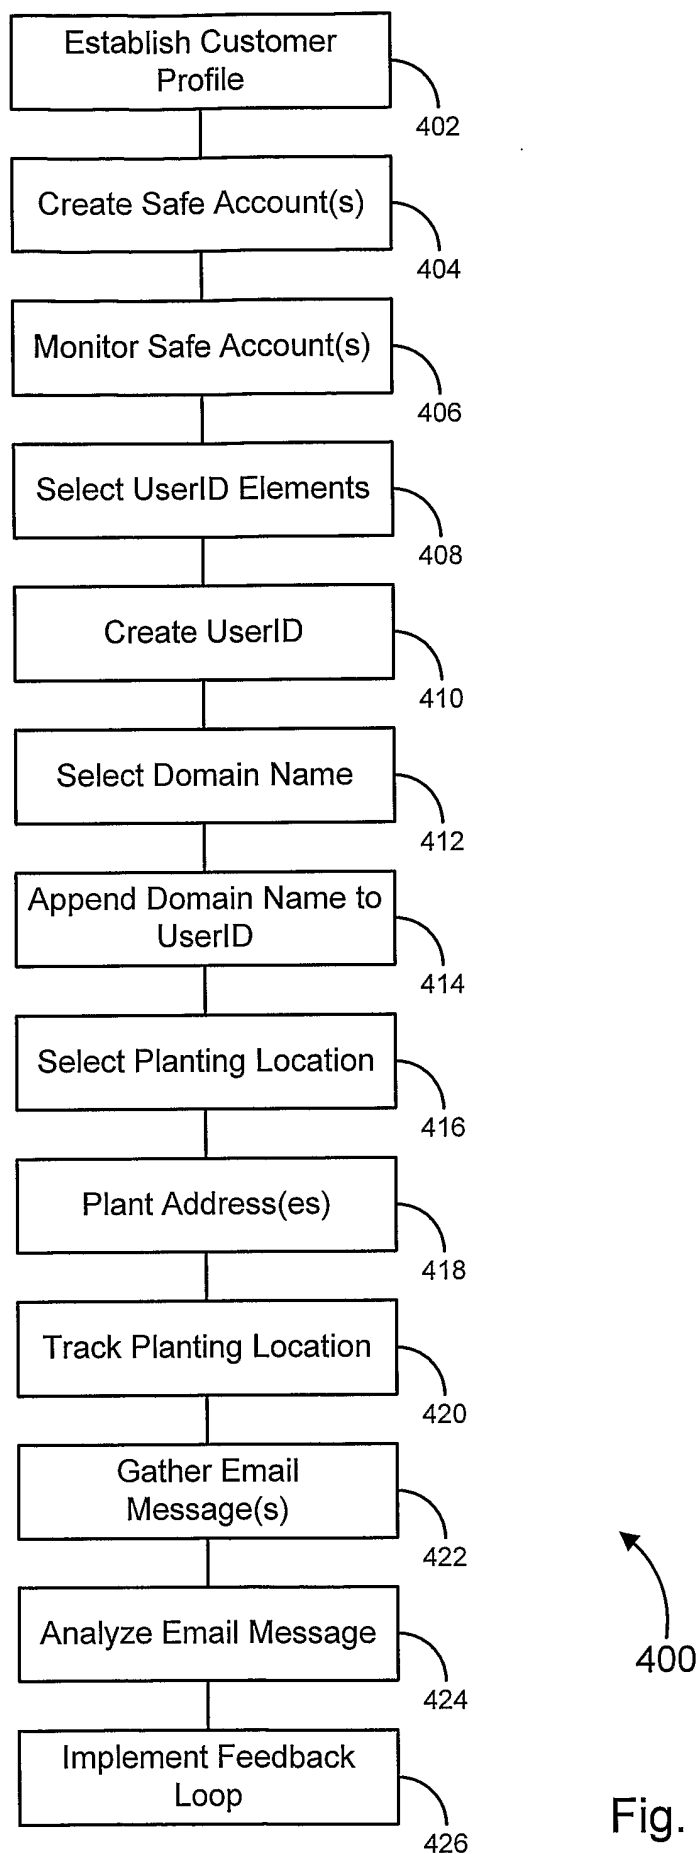 Establish Customer
Profile
402
Create Safe Account(s)
404
Monitor Safe Account(s)
406
Select UserID Elements
408
Create UserID
410
Select Domain Name
412
Append Domain Name to
UserID
414
Select Planting Location
416
Plant Address(es)
418
Track Planting Location
420
Gather Email
Message(s)
422
Analyze Email Message
424
Implement Feedback
Loop
426
400
Fig.